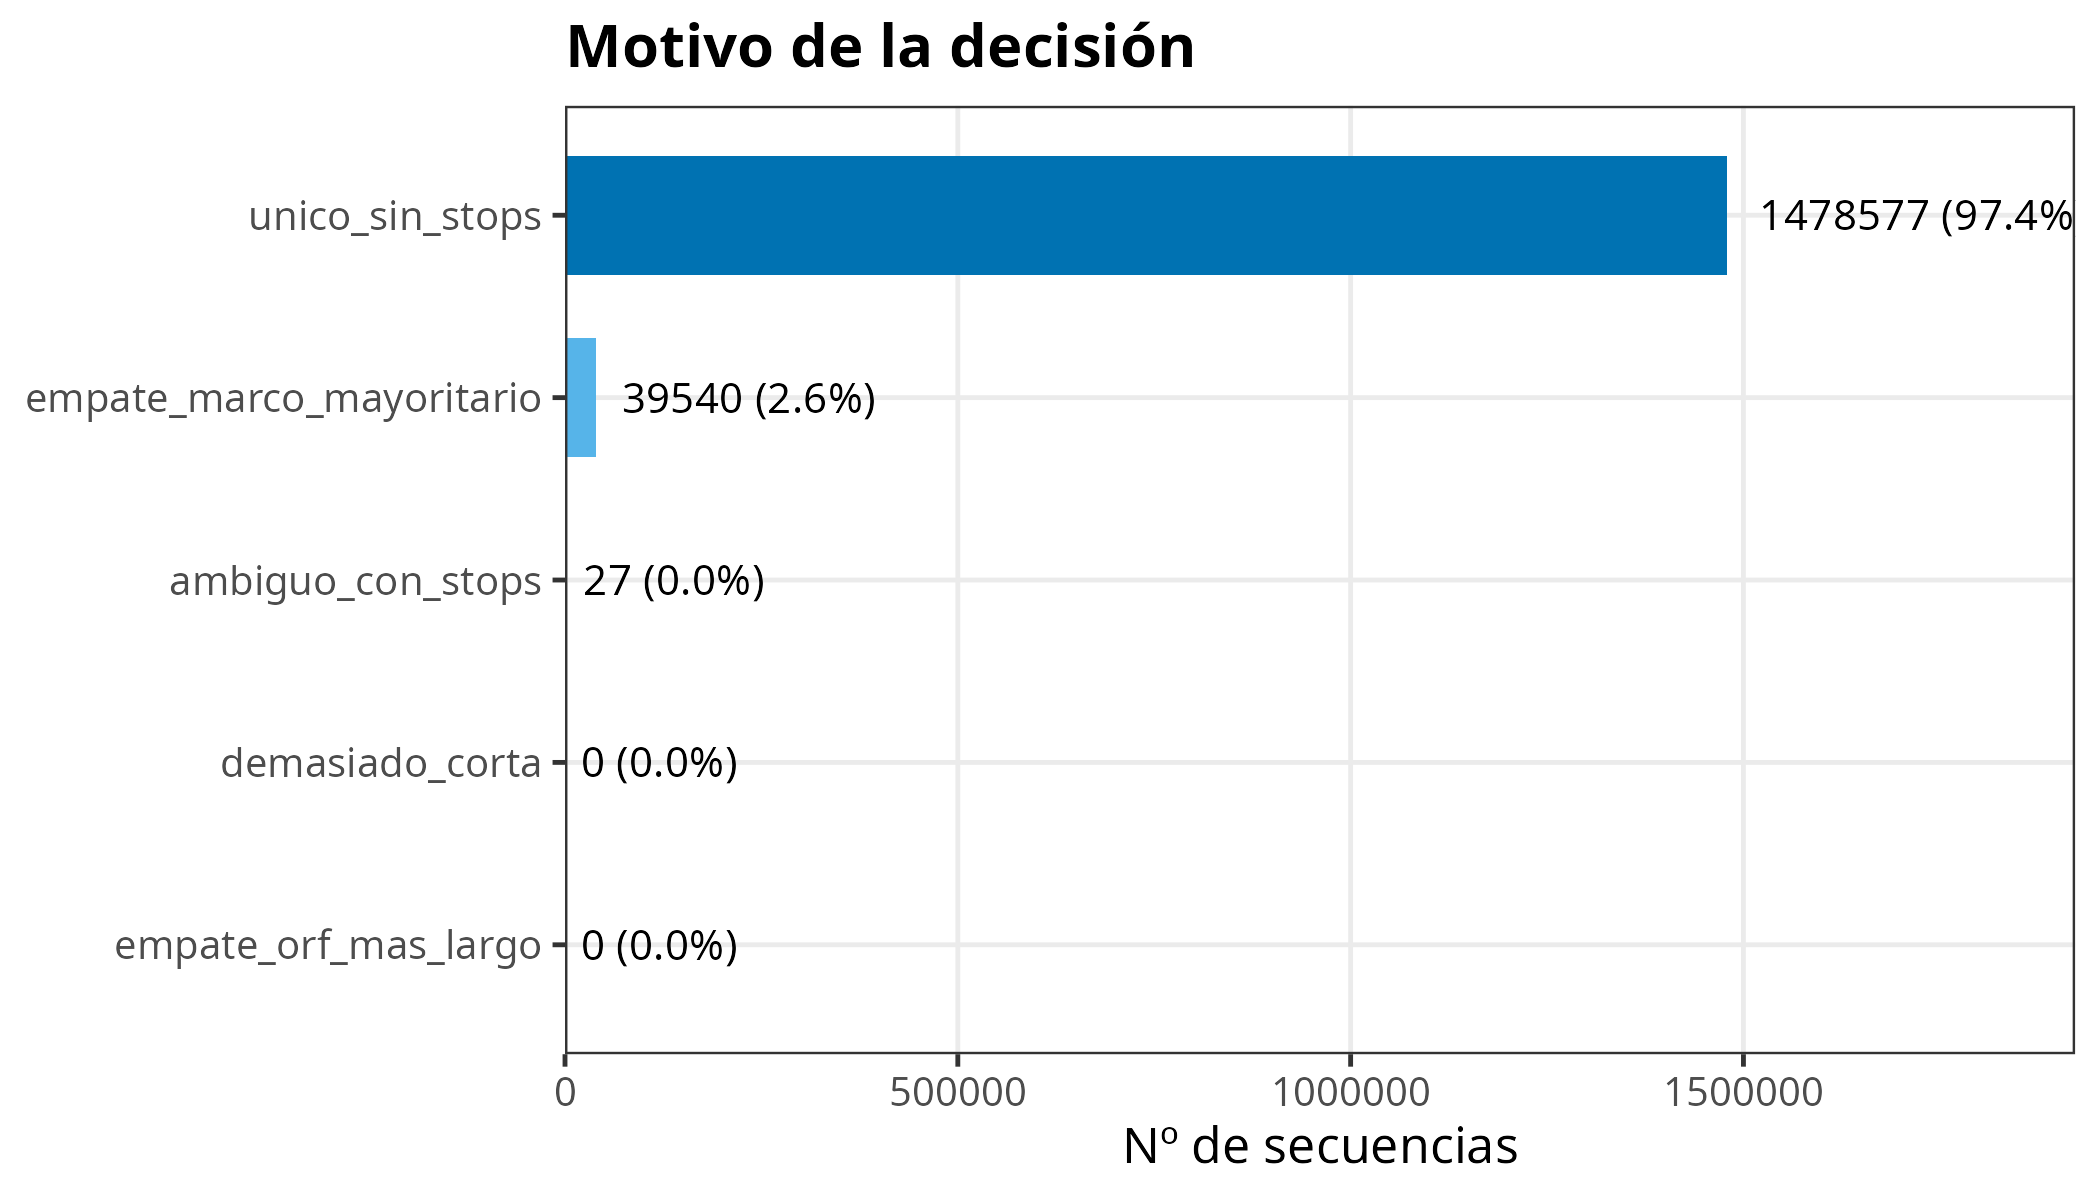 Motivo de la decisión
unico_sin_stops
1478577 (97.4%
empate_marco_mayoritario
39540 (2.6%)
ambiguo_con_stops
27 (0.0%)
demasiado_corta
0 (0.0%)
empate_orf_mas_largo
0 (0.0%)
0
500000
1000000
1500000
Nº de secuencias